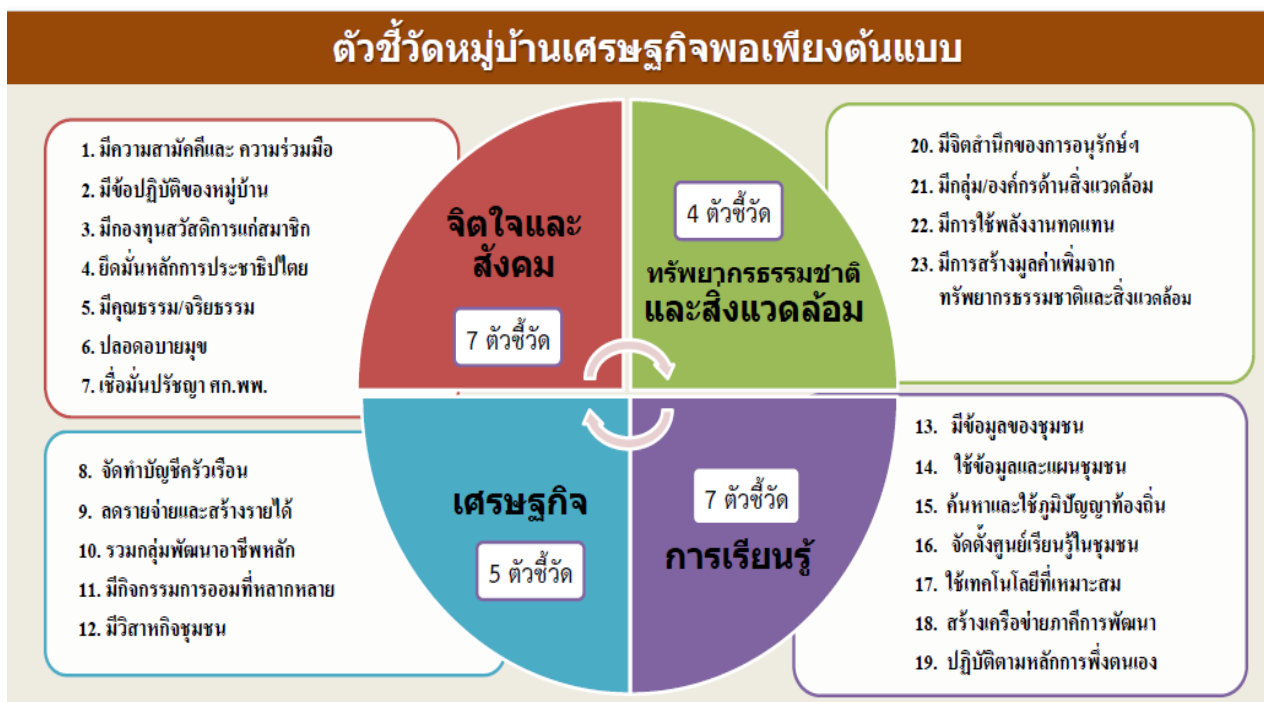 ตัวชี้วัดหมู่บ้านเศรษฐกิจพอเพียงต้นแบบ
1. มีความสามัคคีและ ความร่วมมือ
2. มีข้อปฏิบัติของหมู่บ้าน
3. มีกองทุนสวัสดิการแก่สมาชิก
4. ยึดมั่นหลักการประชาธิปไตย
5. มีคุณธรรม/จริยธรรม
6. ปลอดอบายมุข
7. เชื่อมั่นปรัชญา ศก.พพ.
จิตใจและ
สังคม
7 ตัวชี้วัด
4 ตัวชี้วัด
ทรัพยากรธรรมชาติ
และสิ่งแวดล้อม
20. มีจิตสำนึกของการอนุรักษ์ฯ
21. มีกลุ่ม/องค์กรด้านสิ่งแวดล้อม
22. มีการใช้พลังงานทดแทน
23. มีการสร้างมูลค่าเพิ่มจาก
ทรัพยากรธรรมชาติและสิ่งแวดล้อม
8. จัดทำบัญชีครัวเรือน
9. ลดรายจ่ายและสร้างรายได้
10. รวมกลุ่มพัฒนาอาชีพหลัก
11. มีกิจกรรมการออมที่หลากหลาย
12. มีวิสาหกิจชุมชน
เศรษฐกิจ
5 ตัวชี้วัด
7 ตัวชี้วัด
การเรียนรู้
13. มีข้อมูลของชุมชน
14. ใช้ข้อมูลและแผนชุมชน
15. ค้นหาและใช้ภูมิปัญญาท้องถิ่น
16. จัดตั้งศูนย์เรียนรู้ในชุมชน
17. ใช้เทคโนโลยีที่เหมาะสม
18. สร้างเครือข่ายภาคีการพัฒนา
19. ปฏิบัติตามหลักการพึ่งตนเอง